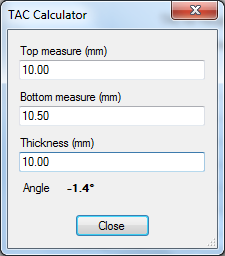 TAC Calculator
Top measure (mm)
10.00
Bottom measure (mm)
10.50
Thickness (mm)
10.00
Angle -1.4°
Close